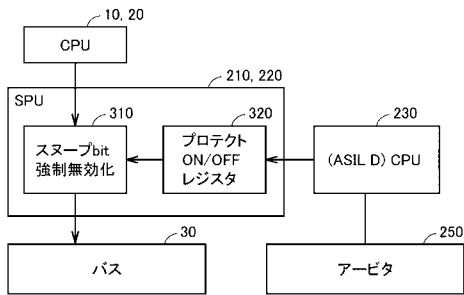 10, 20
CPU
210, 220
SPU
310
320
230
スヌープbit
強制無効化
プロテクト
ON/OFF
レジスタ
(ASIL D) CPU
30
250
バス
アービタ